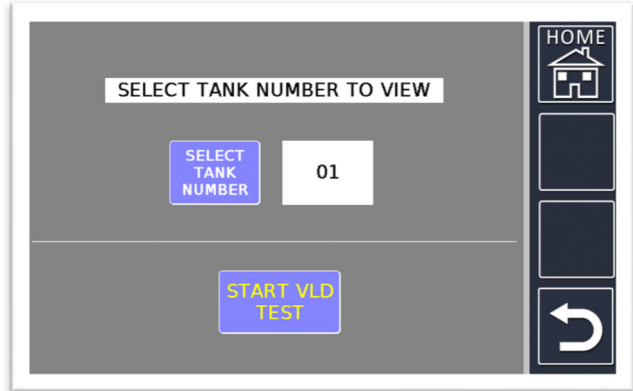 HOME
SELECT TANK NUMBER TO VIEW
SELECT
TANK
NUMBER
01
START VLD
TEST